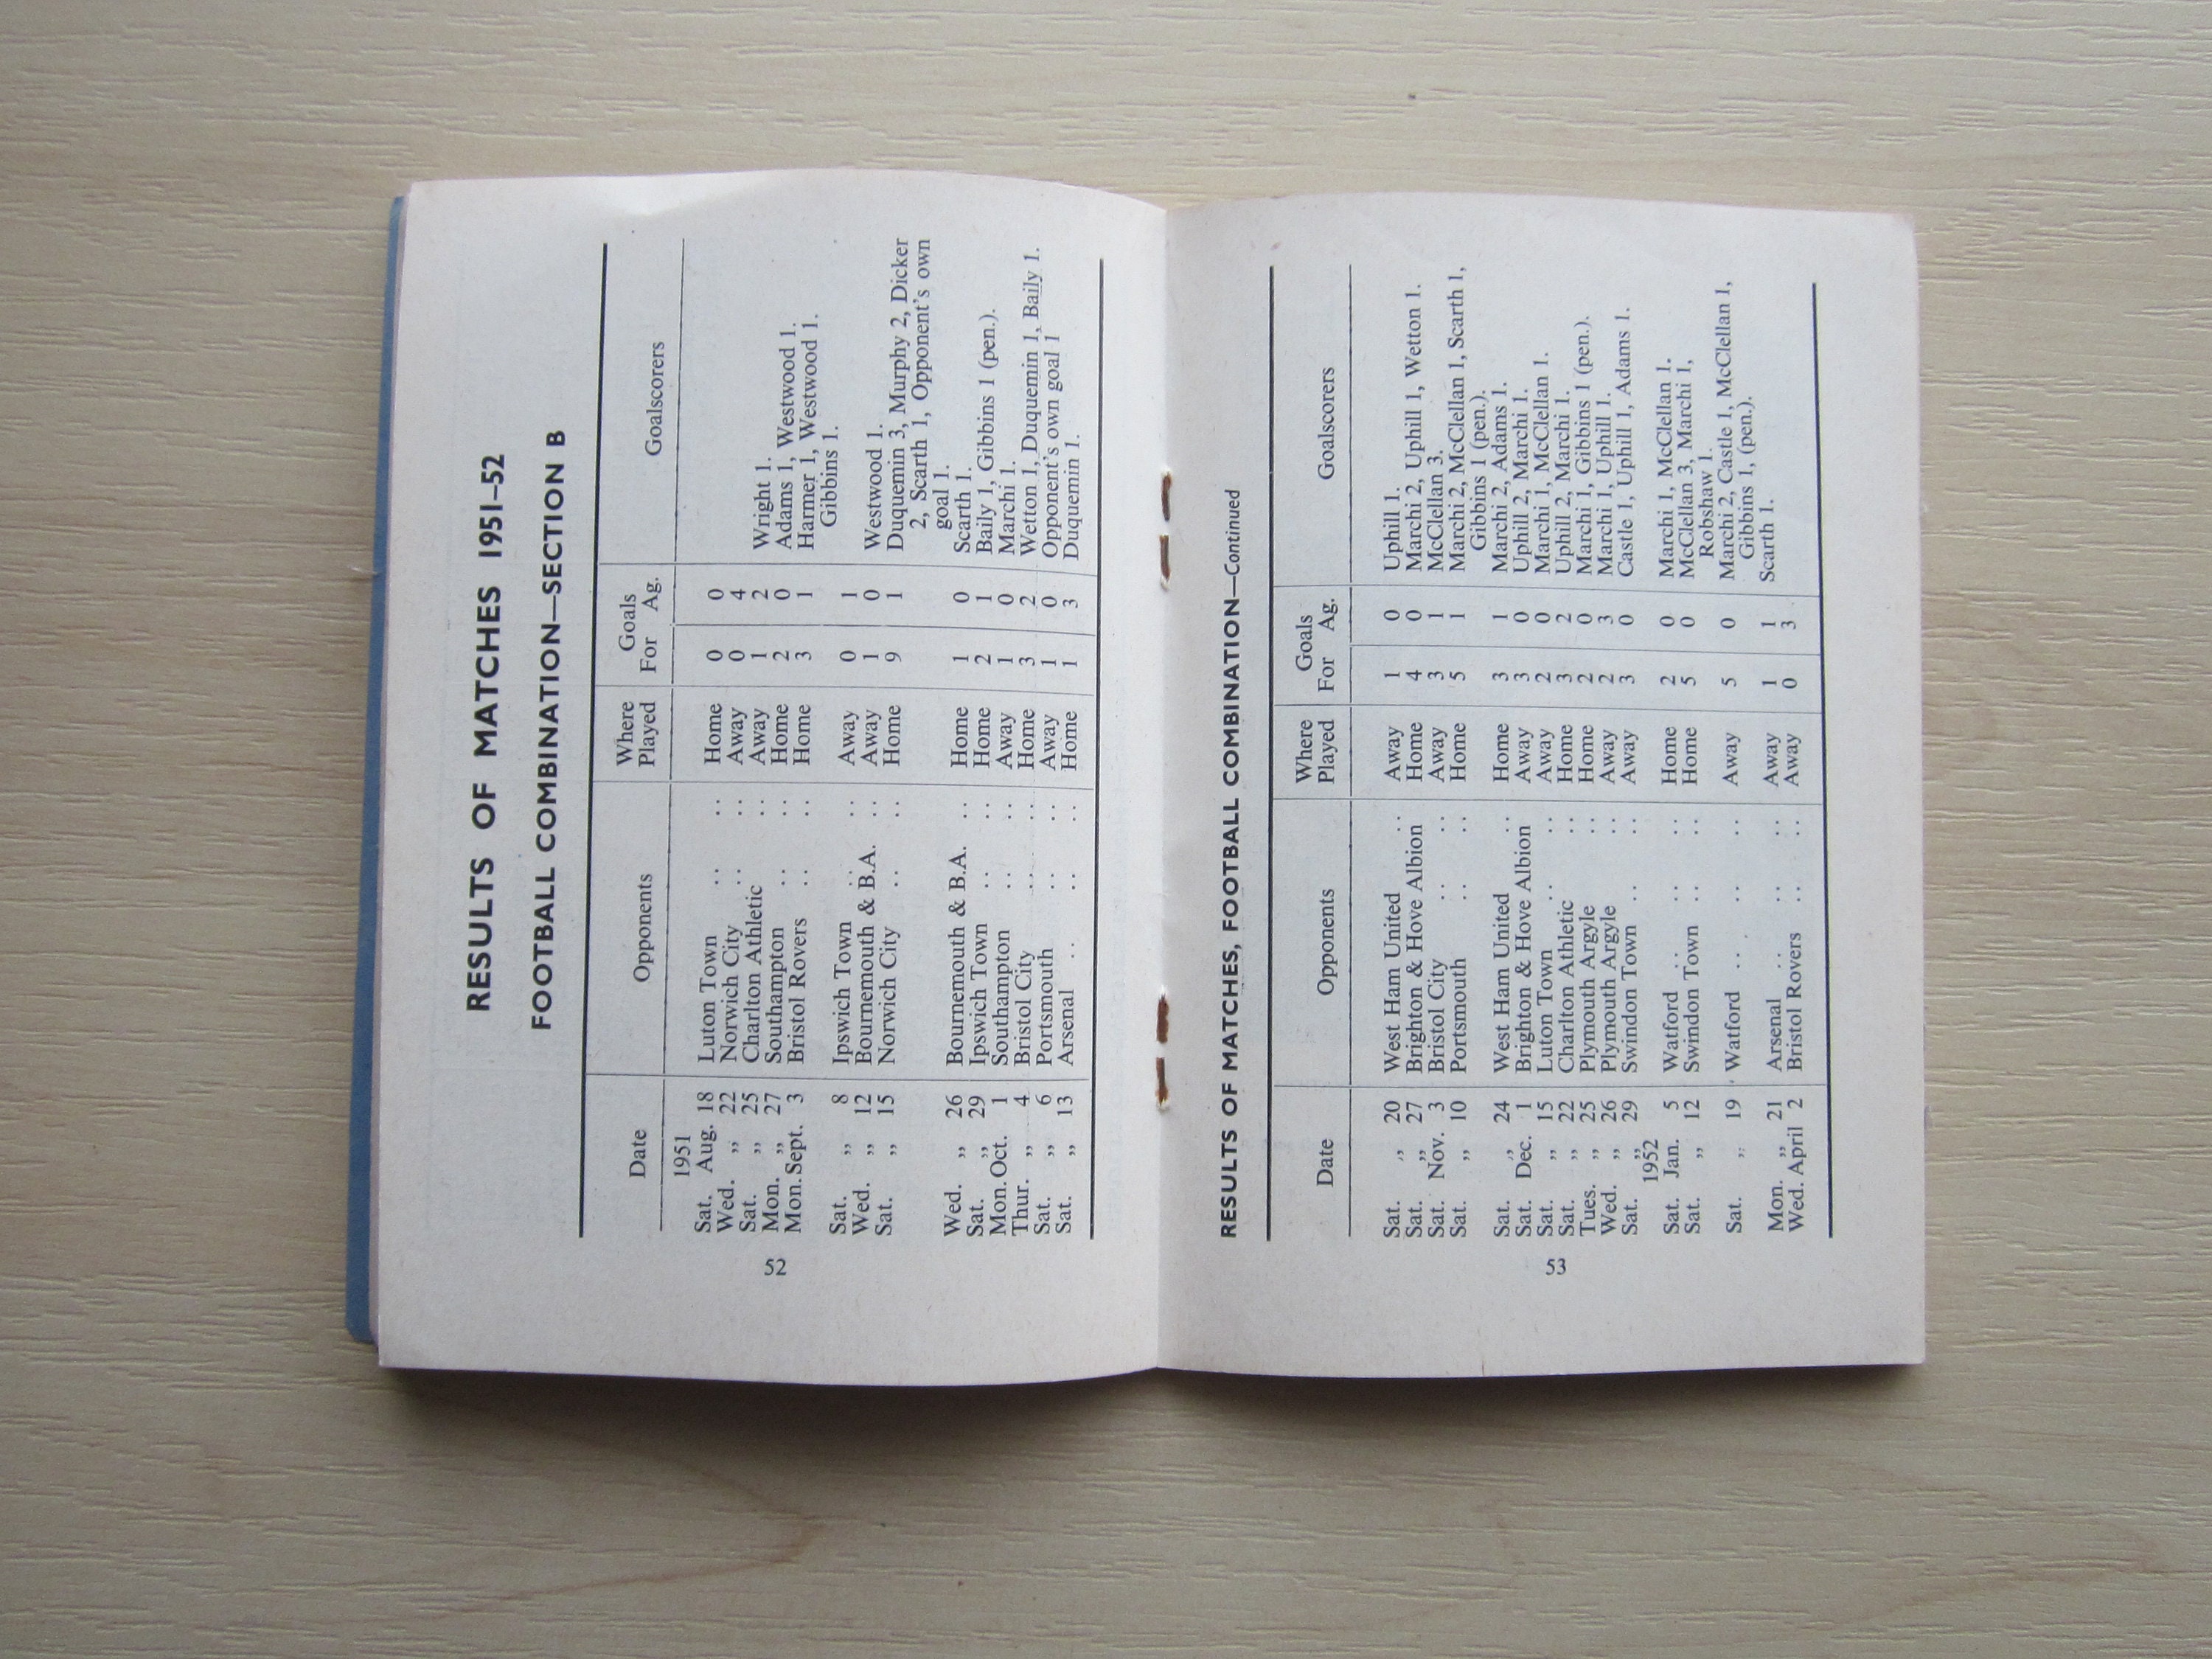 RESULTS OF MATCHES 1951–52
FOOTBALL COMBINATION—SECTION B
Date Opponents Where Played Goals For Ag. Goalscorers
1951
Sat. Aug. 18 Luton Town .. .. Home 0 0
Wed. ,, 22 Norwich City .. .. Away 0 4
Sat. ,, 25 Charlton Athletic .. Away 1 2 Wright 1.
Mon. ,, 27 Southampton .. .. Home 2 0 Adams 1, Westwood 1.
Mon. Sept. 3 Bristol Rovers .. .. Home 3 1 Harmer 1, Westwood 1.
Gibbins 1.
Sat. ,, 8 Ipswich Town .. .. Away 0 1
Wed. ,, 12 Bournemouth & B.A. .. Away 1 0 Westwood 1.
Sat. ,, 15 Norwich City .. .. Home 9 1 Duquemin 3, Murphy 2, Dicker
2, Scarth 1, Opponent's own
goal 1.
Wed. ,, 26 Bournemouth & B.A. .. Home 1 0 Scarth 1.
Sat. ,, 29 Ipswich Town .. .. Home 2 1 Baily 1, Gibbins 1 (pen.).
Mon. Oct. 1 Southampton .. .. Away 1 0 Marchi 1.
Thur. ,, 4 Bristol City .. .. Home 3 2 Wetton 1, Duquemin 1, Baily 1.
Sat. ,, 6 Portsmouth .. .. Away 1 0 Opponent's own goal 1
Sat. ,, 13 Arsenal .. .. .. Home 1 3 Duquemin 1.
52
RESULTS OF MATCHES, FOOTBALL COMBINATION—Continued
Date Opponents Where Played Goals For Ag. Goalscorers
Sat. ,, 20 West Ham United .. Away 1 0 Uphill 1.
Sat. ,, 27 Brighton & Hove Albion Home 4 0 Marchi 2, Uphill 1, Wetton 1.
Sat. Nov. 3 Bristol City .. .. Away 3 1 McClellan 3.
Sat. ,, 10 Portsmouth .. .. Home 5 1 Marchi 2, McClellan 1, Scarth 1,
Gibbins 1 (pen.).
Sat. ,, 24 West Ham United .. Home 3 1 Marchi 2, Adams 1.
Sat. Dec. 1 Brighton & Hove Albion Away 3 0 Uphill 2, Marchi 1.
Sat. ,, 15 Luton Town .. .. Away 2 0 Marchi 1, McClellan 1.
Sat. ,, 22 Charlton Athletic .. Home 3 2 Uphill 2, Marchi 1.
Tues. ,, 25 Plymouth Argyle .. Home 2 0 Marchi 1, Gibbins 1 (pen.).
Wed. ,, 26 Plymouth Argyle .. Away 2 3 Marchi 1, Uphill 1.
Sat. ,, 29 Swindon Town .. .. Away 3 0 Castle 1, Uphill 1, Adams 1.
1952
Sat. Jan. 5 Watford .. .. .. Home 2 0 Marchi 1, McClellan 1.
Sat. ,, 12 Swindon Town .. .. Home 5 0 McClellan 3, Marchi 1,
Robshaw 1.
Sat. ,, 19 Watford .. .. .. Away 5 0 Marchi 2, Castle 1, McClellan 1,
Gibbins 1, (pen.).
Mon. ,, 21 Arsenal .. .. .. Away 1 1 Scarth 1.
Wed. April 2 Bristol Rovers .. .. Away 0 3
53